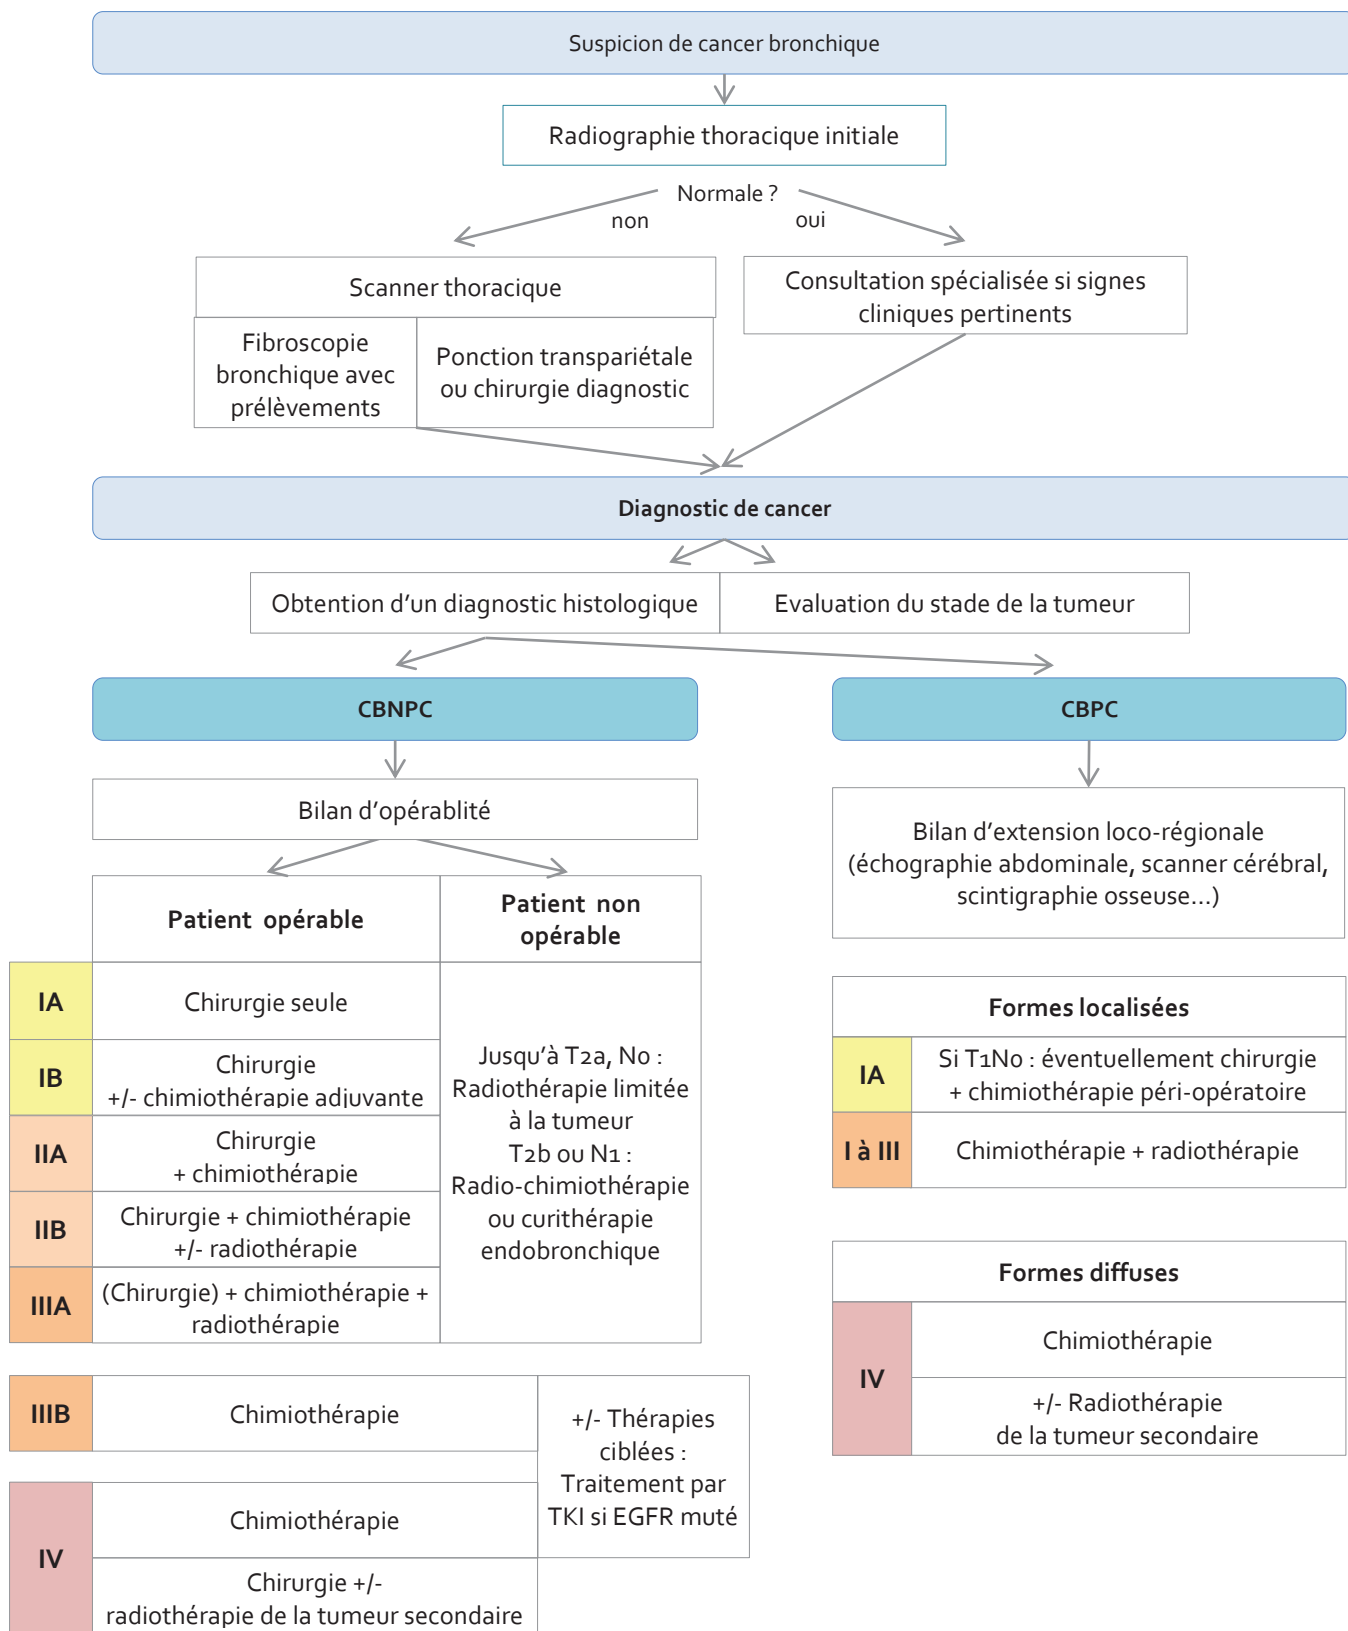 Suspicion de cancer bronchique
Radiographie thoracique initiale
Normale ?
non
oui
Scanner thoracique
Fibroscopie
bronchique avec
prélèvements
Ponction transpariétale
ou chirurgie diagnostic
Consultation spécialisée si signes
cliniques pertinents
Diagnostic de cancer
Obtention d'un diagnostic histologique
Evaluation du stade de la tumeur
CBNPC
CBPC
Bilan d'opérablité
Patient opérable
Patient non
opérable
IA
Chirurgie seule
IB
Chirurgie
+/- chimiothérapie adjuvante
IIA
Chirurgie
+ chimiothérapie
IIB
Chirurgie + chimiothérapie
+/- radiothérapie
IIIA
(Chirurgie) + chimiothérapie +
radiothérapie
Jusqu'à T2a, N0 :
Radiothérapie limitée
à la tumeur
T2b ou N1 :
Radio-chimiothérapie
ou curithérapie
endobronchique
IIIB
Chimiothérapie
IV
Chimiothérapie
Chirurgie +/-
radiothérapie de la tumeur secondaire
+/- Thérapies
ciblées :
Traitement par
TKI si EGFR muté
Bilan d'extension loco-régionale
(échographie abdominale, scanner cérébral,
scintigraphie osseuse...)
Formes localisées
IA
Si T1N0 : éventuellement chirurgie
+ chimiothérapie péri-opératoire
I à III
Chimiothérapie + radiothérapie
Formes diffuses
IV
Chimiothérapie
+/- Radiothérapie
de la tumeur secondaire